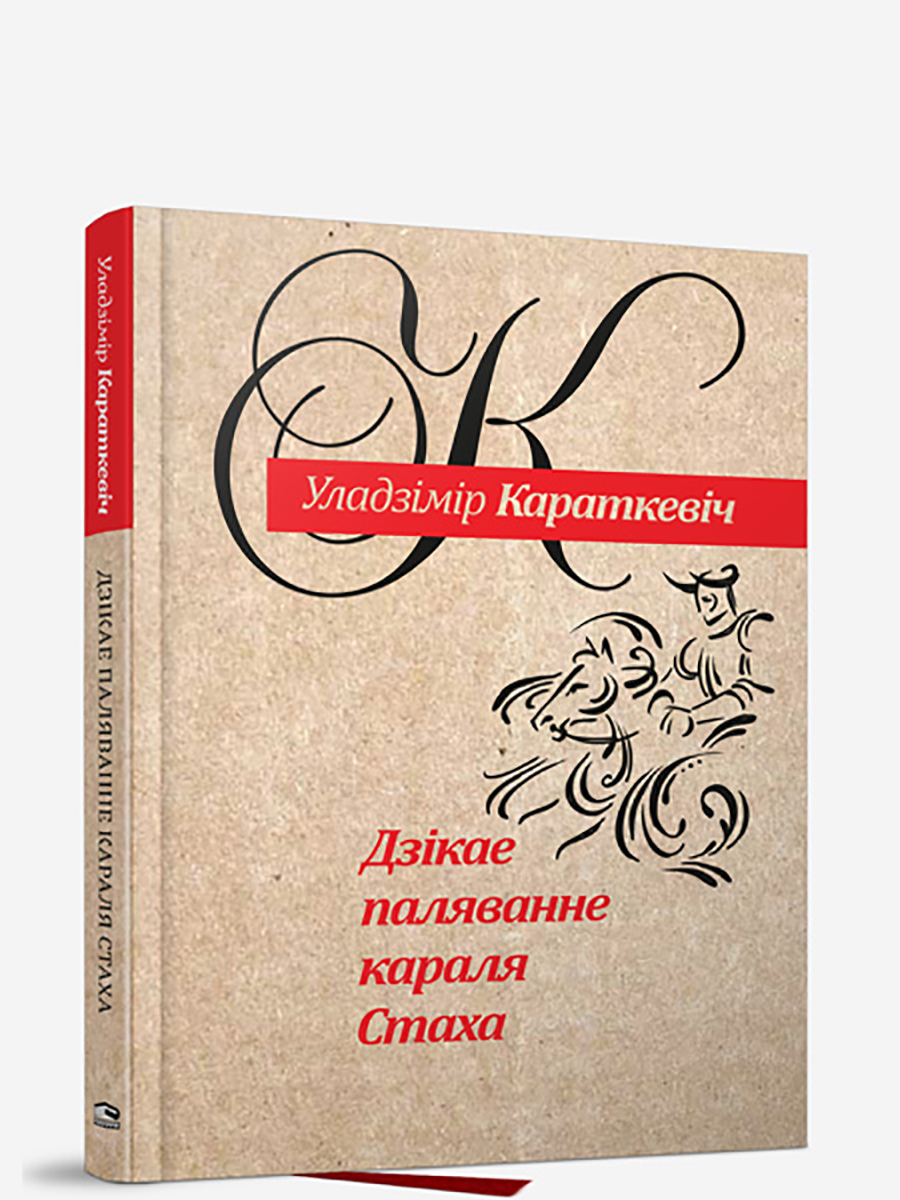 Уладзімір Караткевіч
ДЗІКАЕ ПАЛЯВАННЕ КАРАЛЯ СТАХА
К
Уладзімір Караткевіч
Дзікае
паляванне
караля
Стаха